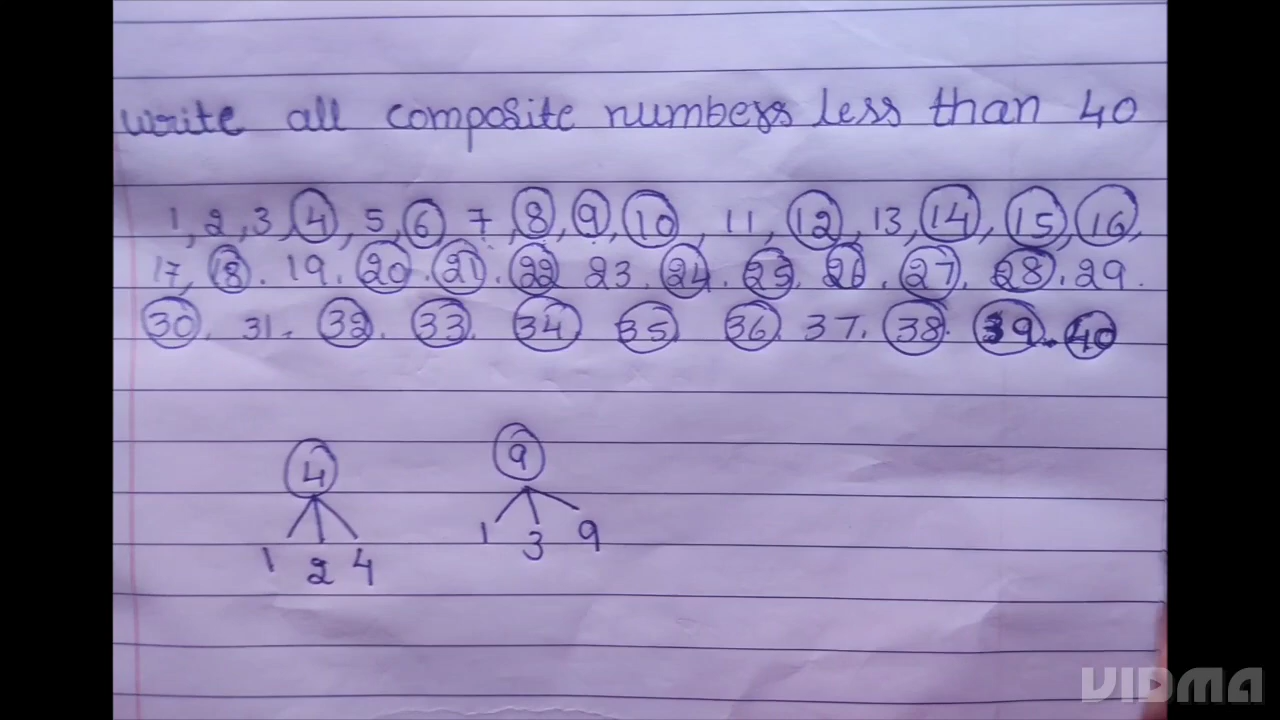 write all composite numbers less than 40
1, 2, 3, 4, 5, 6, 7, 8, 9, 10, 11, 12, 13, 14, 15, 16,
17, 18. 19. 20. 21. 22 23. 24. 25. 26. 27. 28. 29.
30. 31. 32. 33. 34 35 36. 37. 38. 39. 40
4 9
1 2 4 1 3 9
VIDMA